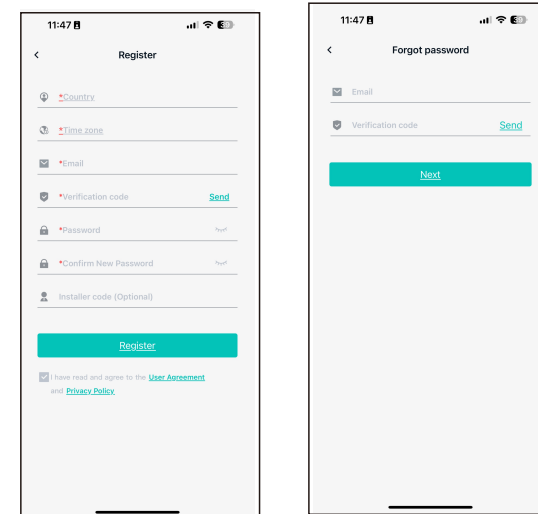 11:47
Register
*Country
*Time zone
*Email
*Verification code Send
*Password
*Confirm New Password
Installer code (Optional)
Register
I have read and agree to the User Agreement
and Privacy Policy
11:47
Forgot password
Email
Verification code Send
Next